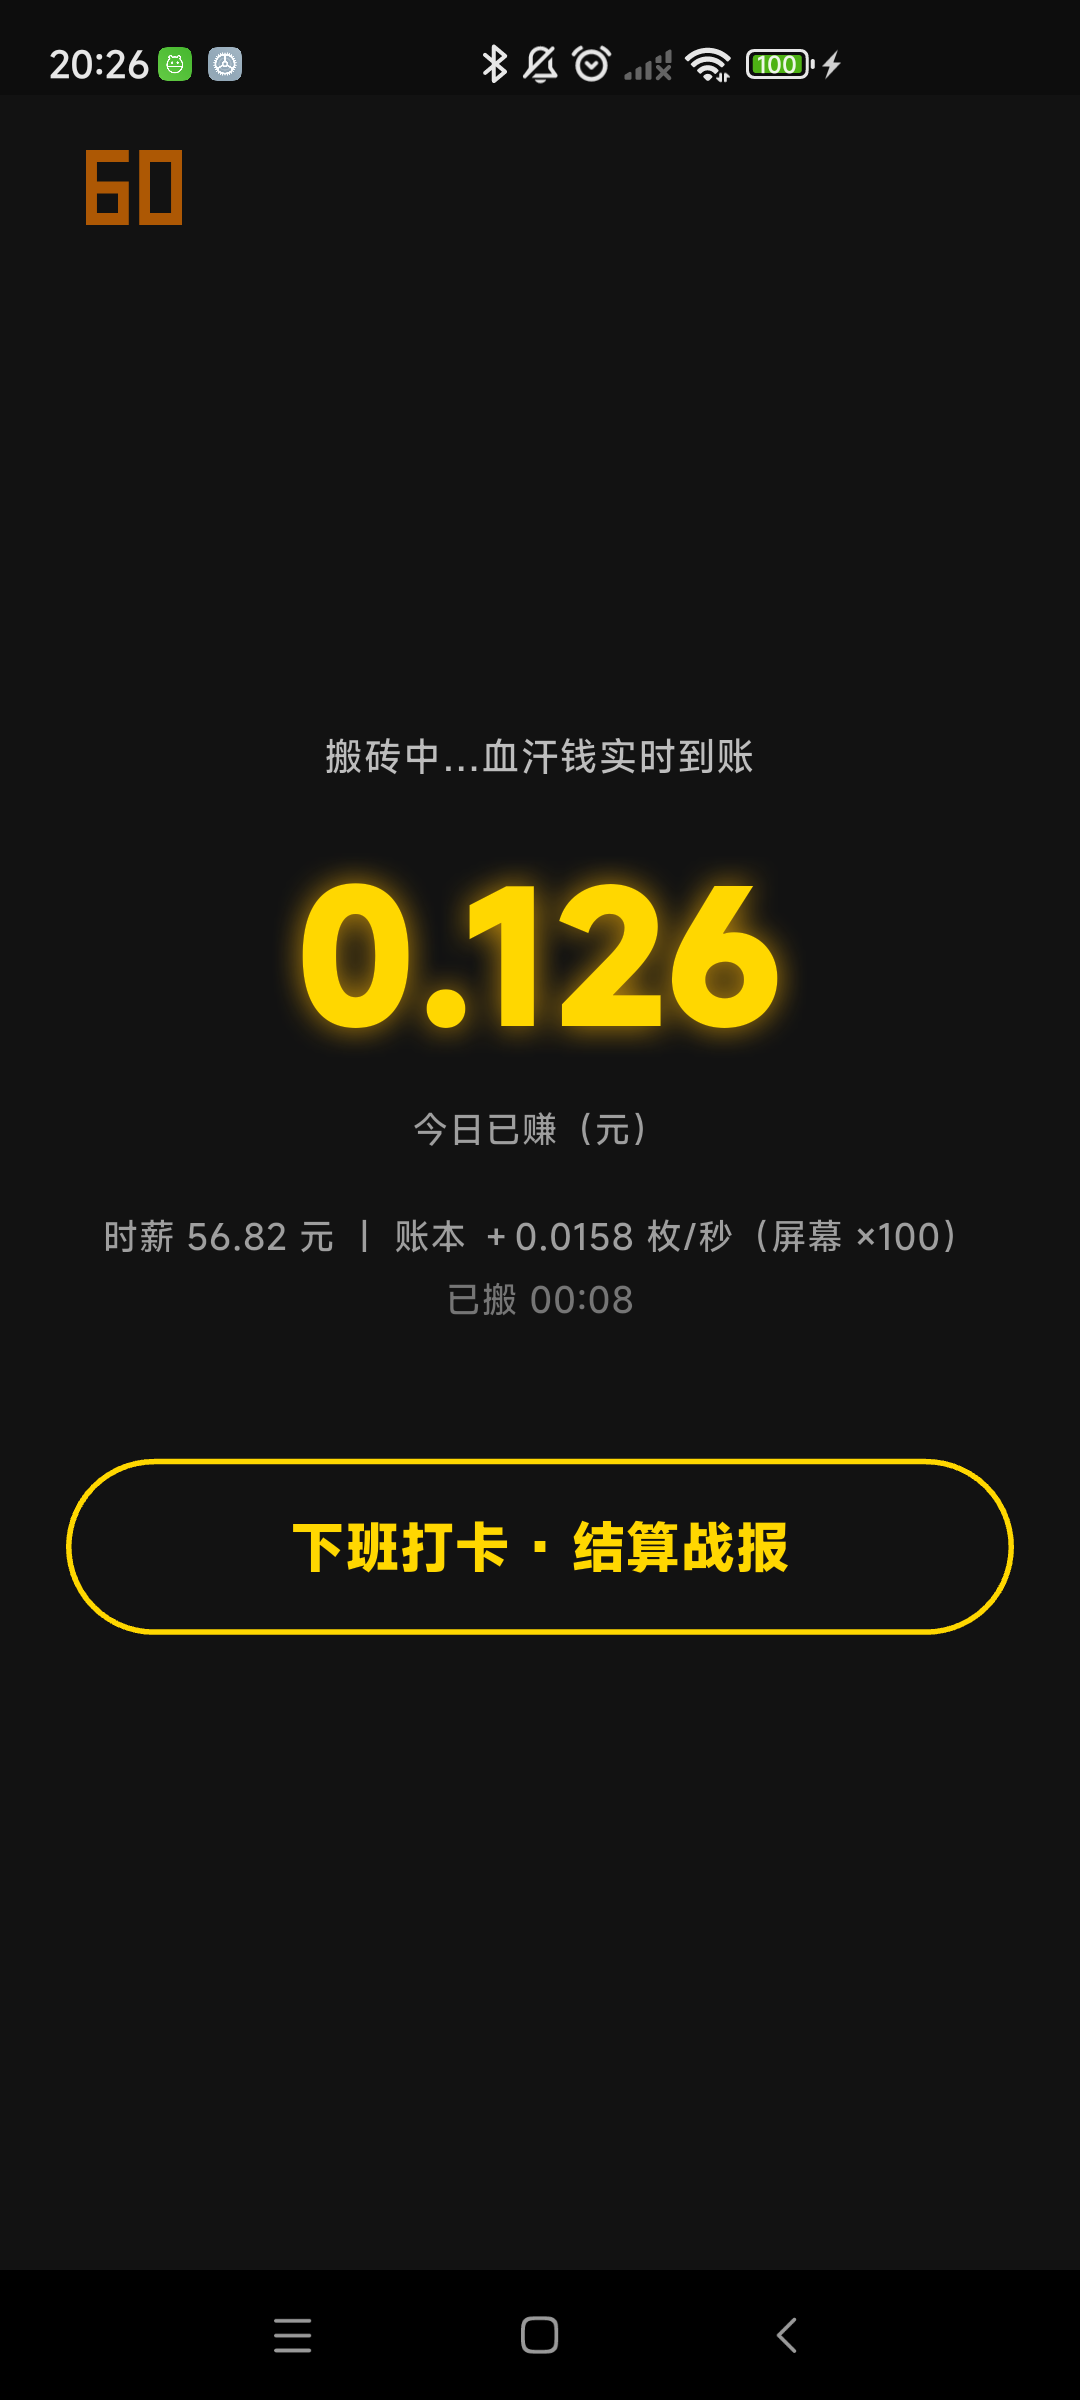 20:26
100
60
搬砖中...血汗钱实时到账
0.126
今日已赚（元）
时薪 56.82 元 | 账本 +0.0158 枚/秒（屏幕 ×100）
已搬 00:08
下班打卡 · 结算战报